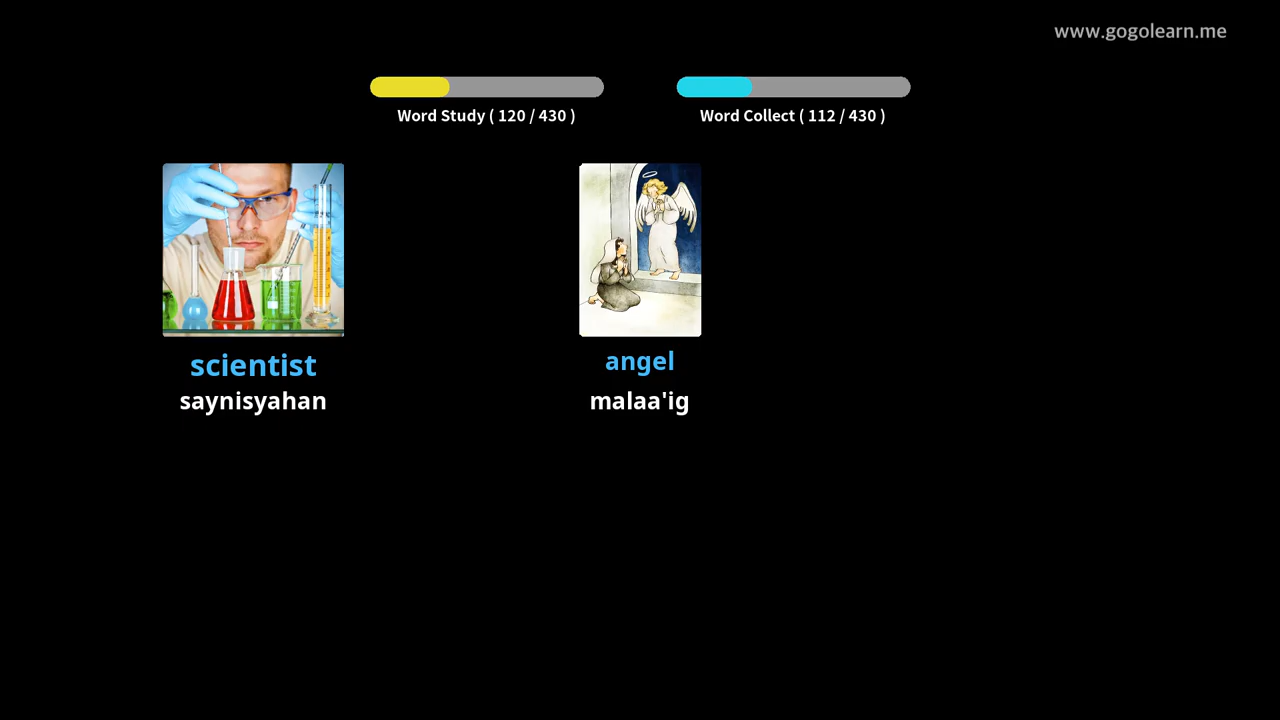 www.gogolearn.me
Word Study ( 120 / 430 )
Word Collect ( 112 / 430 )
scientist
saynisyahan
angel
malaa'ig